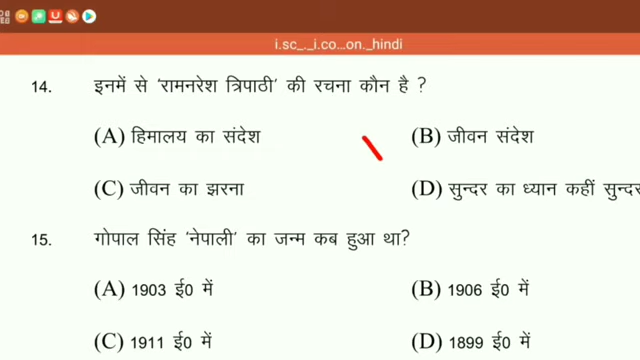 i.sc_._i.co...on._hindi
14. इनमें से 'रामनरेश त्रिपाठी' की रचना कौन है ?
(A) हिमालय का संदेश (B) जीवन संदेश
(C) जीवन का झरना (D) सुन्दर का ध्यान कहीं सुन्दर
15. गोपाल सिंह 'नेपाली' का जन्म कब हुआ था?
(A) 1903 ई0 में (B) 1906 ई0 में
(C) 1911 ई0 में (D) 1899 ई0 में